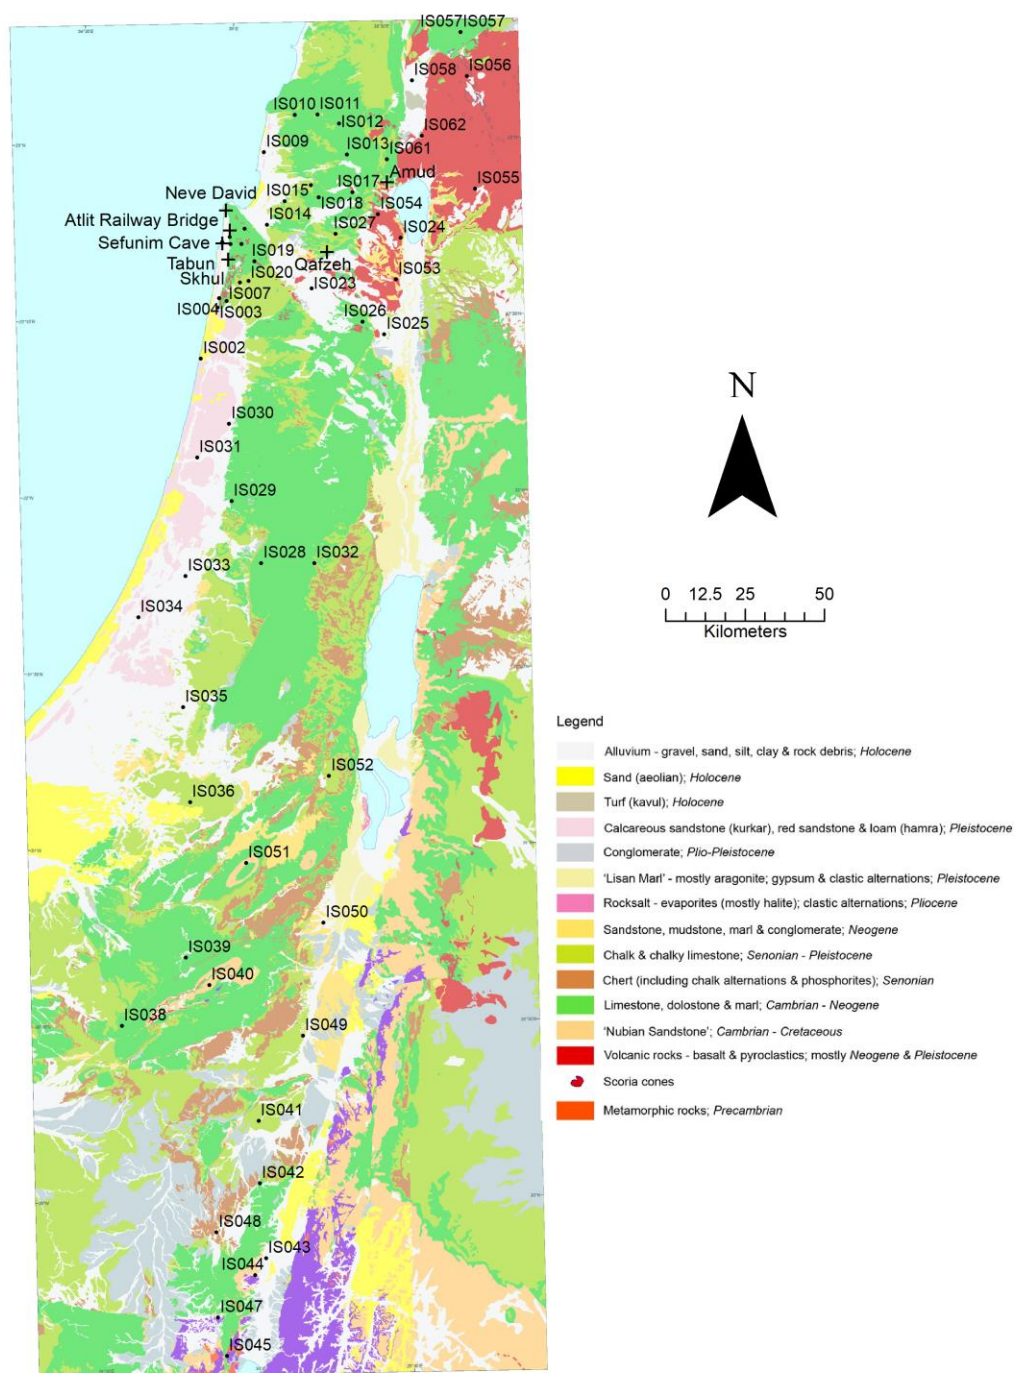 IS057 IS057
IS058
IS056
IS010
IS011
IS012
IS062
IS009
IS013
IS061
Amud
IS055
Neve David
IS015
IS017
IS018
IS054
Atlit Railway Bridge
IS014
IS027
IS024
Sefunim Cave
IS019
Qafzeh
Tabun
IS020
IS053
Skhul
IS023
IS007
IS004
IS003
IS026
IS025
IS002
IS030
IS031
IS029
IS028
IS032
IS033
IS034
IS035
IS052
IS036
IS051
IS050
IS039
IS040
IS038
IS049
IS041
IS042
IS048
IS043
IS044
IS047
IS045
N
0 12.5 25 50
Kilometers
Legend
Alluvium - gravel, sand, silt, clay & rock debris; Holocene
Sand (aeolian); Holocene
Turf (kavul); Holocene
Calcareous sandstone (kurkar), red sandstone & loam (hamra); Pleistocene
Conglomerate; Plio-Pleistocene
'Lisan Marl' - mostly aragonite; gypsum & clastic alternations; Pleistocene
Rocksalt - evaporites (mostly halite); clastic alternations; Pliocene
Sandstone, mudstone, marl & conglomerate; Neogene
Chalk & chalky limestone; Senonian - Pleistocene
Chert (including chalk alternations & phosphorites); Senonian
Limestone, dolostone & marl; Cambrian - Neogene
'Nubian Sandstone'; Cambrian - Cretaceous
Volcanic rocks - basalt & pyroclastics; mostly Neogene & Pleistocene
Scoria cones
Metamorphic rocks; Precambrian